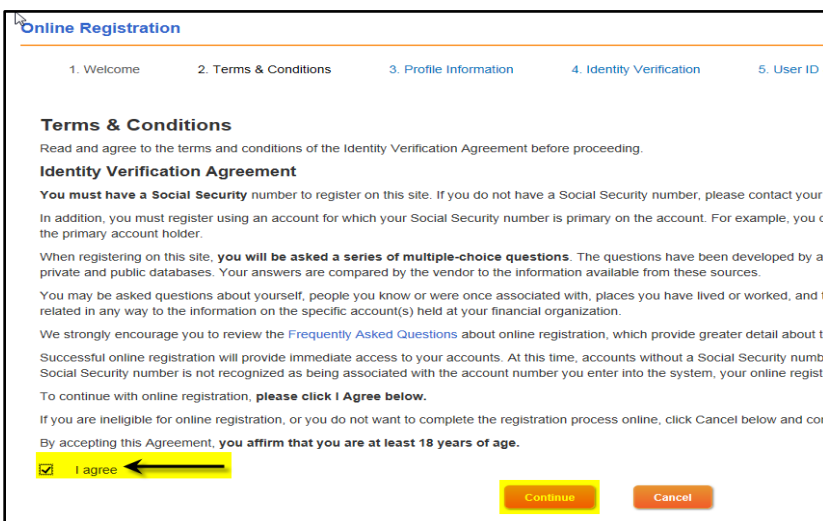 Online Registration
1. Welcome 2. Terms & Conditions 3. Profile Information 4. Identity Verification 5. User ID
Terms & Conditions
Read and agree to the terms and conditions of the Identity Verification Agreement before proceeding.
Identity Verification Agreement
You must have a Social Security number to register on this site. If you do not have a Social Security number, please contact your
In addition, you must register using an account for which your Social Security number is primary on the account. For example, you
the primary account holder.
When registering on this site, you will be asked a series of multiple-choice questions. The questions have been developed by a
private and public databases. Your answers are compared by the vendor to the information available from these sources.
You may be asked questions about yourself, people you know or were once associated with, places you have lived or worked, and
related in any way to the information on the specific account(s) held at your financial organization.
We strongly encourage you to review the Frequently Asked Questions about online registration, which provide greater detail about
Successful online registration will provide immediate access to your accounts. At this time, accounts without a Social Security
Social Security number is not recognized as being associated with the account number you enter into the system, your online
To continue with online registration, please click I Agree below.
If you are ineligible for online registration, or you do not want to complete the registration process online, click Cancel below and
By accepting this Agreement, you affirm that you are at least 18 years of age.
I agree
Continue Cancel